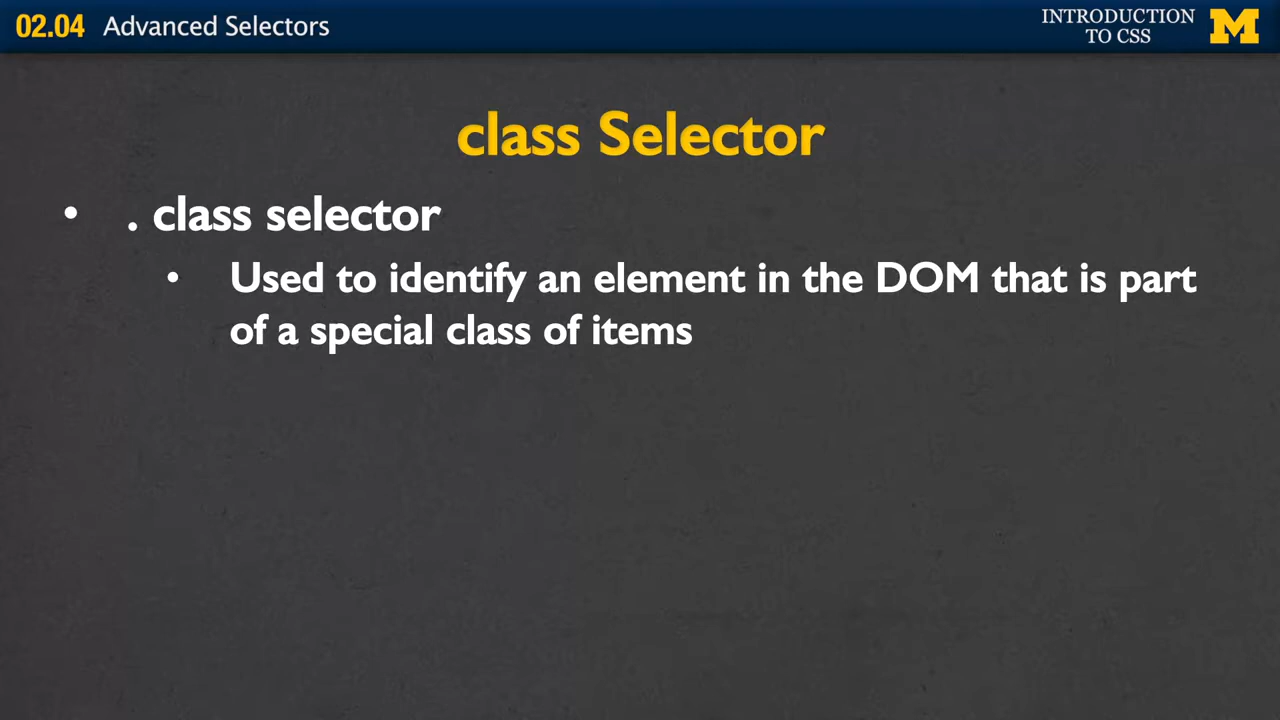 02.04 Advanced Selectors
INTRODUCTION
TO CSS
M
class Selector
• . class selector
• Used to identify an element in the DOM that is part
of a special class of items